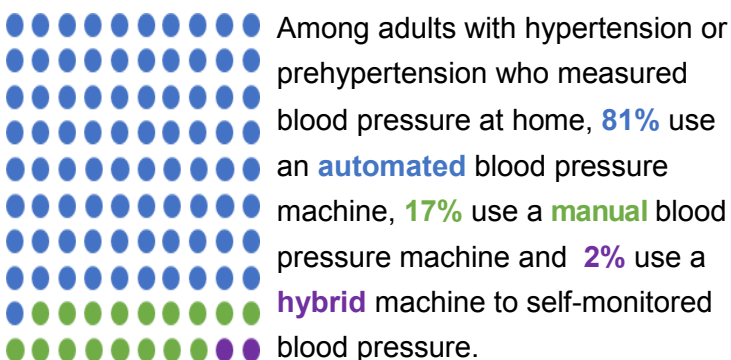 Among adults with hypertension or
prehypertension who measured
blood pressure at home, 81% use
an automated blood pressure
machine, 17% use a manual blood
pressure machine and 2% use a
hybrid machine to self-monitored
blood pressure.